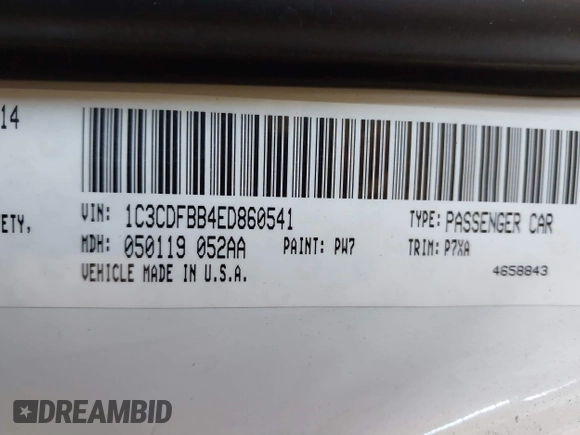 14
ETY,
VIN: 1C3CDFBB4ED860541
TYPE: PASSENGER CAR
MDH: 050119 052AA
PAINT: PW7
TRIM: P7XA
VEHICLE MADE IN U.S.A.
4658843
DREAMBID